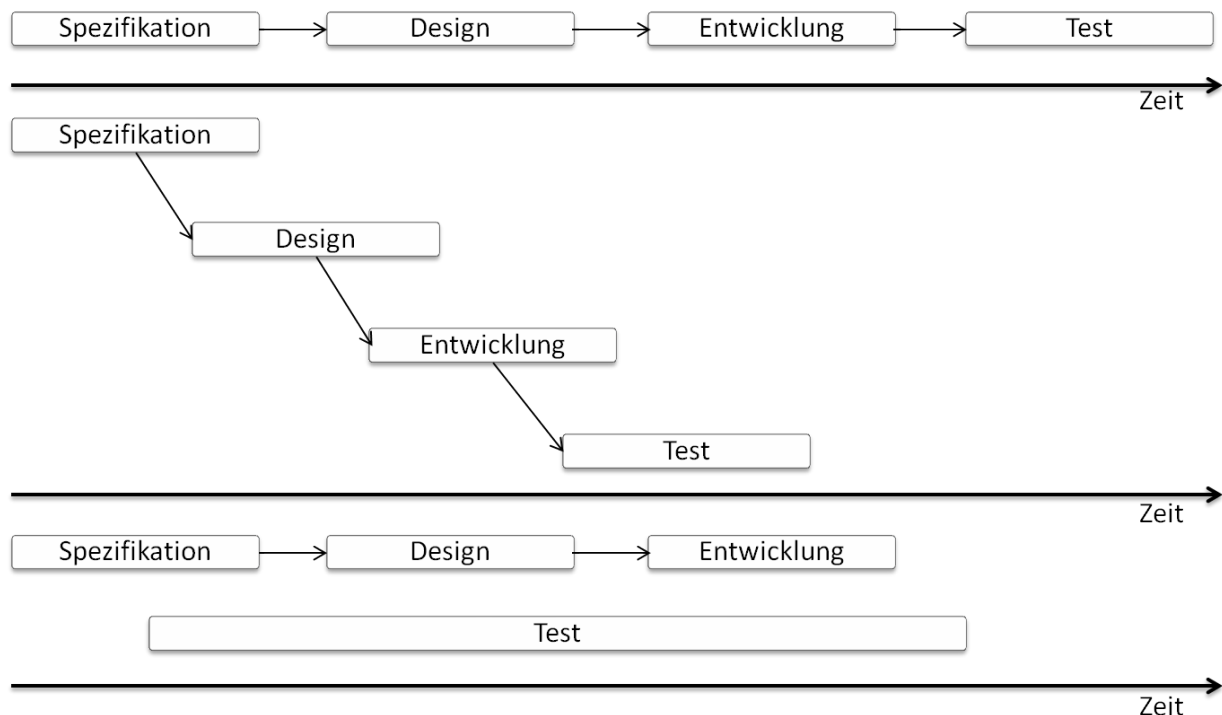 Spezifikation Design Entwicklung Test
Zeit
Spezifikation
Design
Entwicklung
Test
Zeit
Spezifikation Design Entwicklung
Test
Zeit